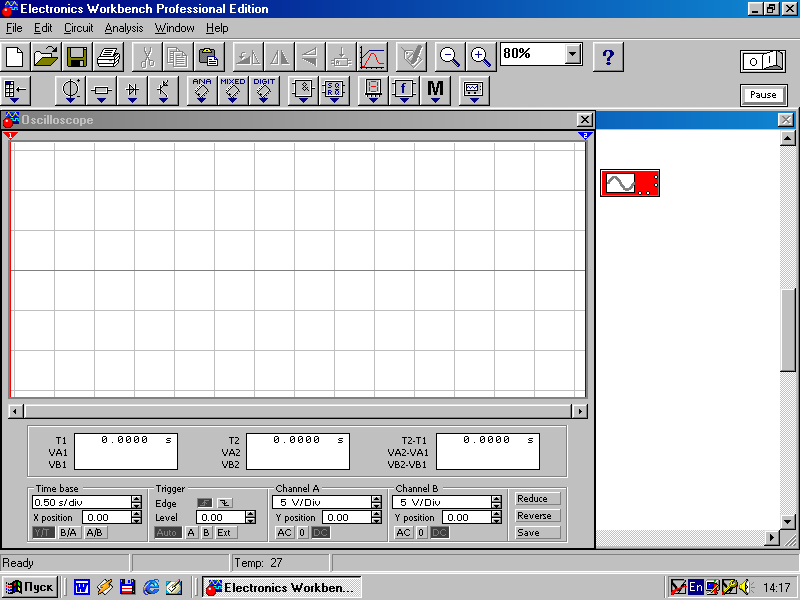 Electronics Workbench Professional Edition
File Edit Circuit Analysis Window Help
80% ?
ANA MIXED DIGIT & f M
O I
Pause
Oscilloscope
1 2
T1 0.0000 s T2 0.0000 s T2-T1 0.0000 s
VA1 VA2 VA2-VA1
VB1 VB2 VB2-VB1
Time base Trigger Channel A Channel B
0.50 s/div Edge 5 V/Div 5 V/Div Reduce
X position 0.00 Level 0.00 Y position 0.00 Y position 0.00 Reverse
Y/T B/A A/B Auto A B Ext AC 0 DC AC 0 DC Save
Ready Temp: 27
Пуск W Electronics Workben... En 14:17